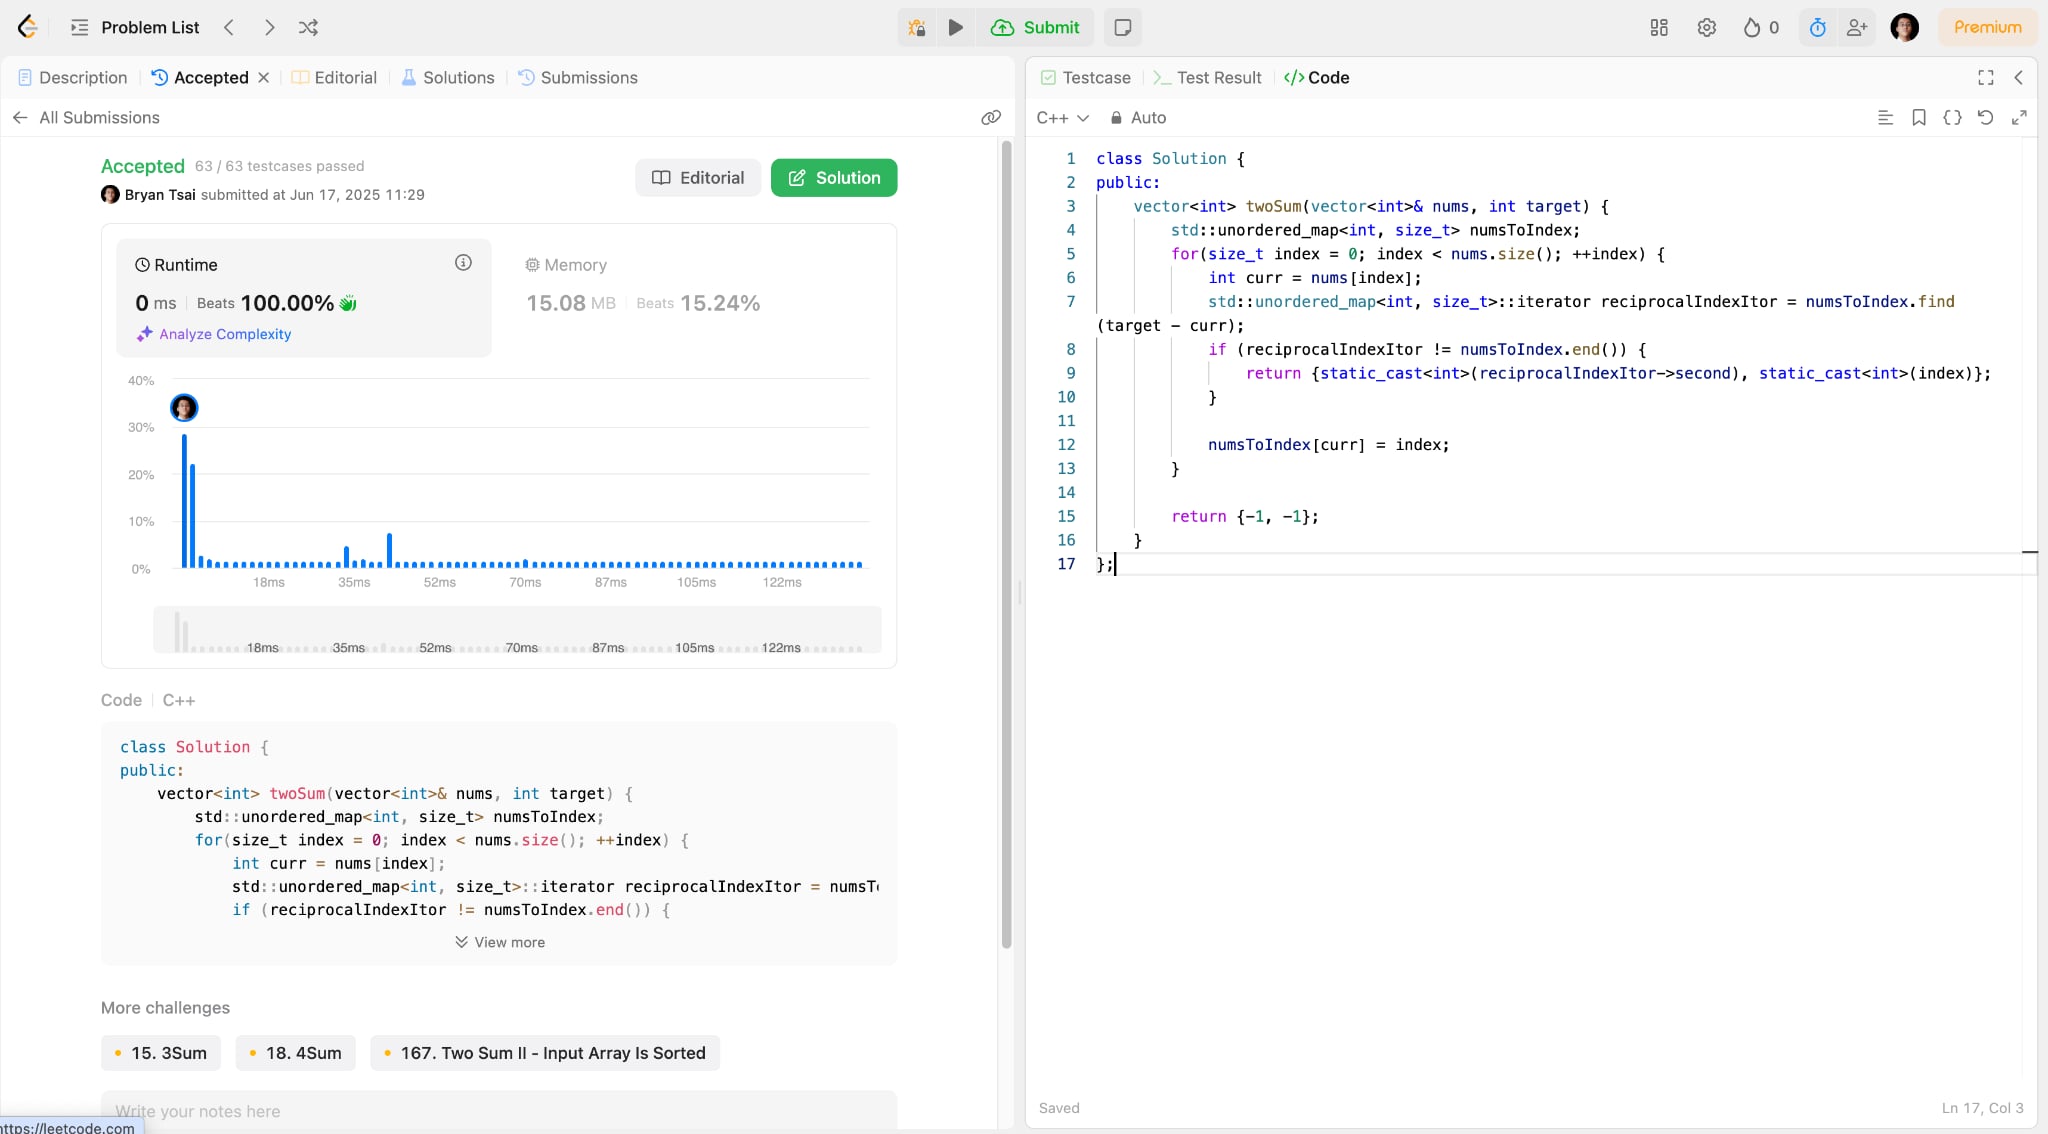 Problem List
Submit
0
Premium
Description
Accepted
Editorial
Solutions
Submissions
All Submissions
Accepted 63 / 63 testcases passed
Bryan Tsai submitted at Jun 17, 2025 11:29
Editorial
Solution
Runtime
0 ms Beats 100.00%
Analyze Complexity
Memory
15.08 MB Beats 15.24%
40%
30%
20%
10%
0%
18ms 35ms 52ms 70ms 87ms 105ms 122ms
18ms 35ms 52ms 70ms 87ms 105ms 122ms
Code C++
class Solution {
public:
    vector<int> twoSum(vector<int>& nums, int target) {
        std::unordered_map<int, size_t> numsToIndex;
        for(size_t index = 0; index < nums.size(); ++index) {
            int curr = nums[index];
            std::unordered_map<int, size_t>::iterator reciprocalIndexItor = numsT
            if (reciprocalIndexItor != numsToIndex.end()) {
View more
More challenges
15. 3Sum
18. 4Sum
167. Two Sum II - Input Array Is Sorted
Write your notes here
https://leetcode.com
Testcase
>_ Test Result
</> Code
C++
Auto
{}
1 class Solution {
2 public:
3     vector<int> twoSum(vector<int>& nums, int target) {
4         std::unordered_map<int, size_t> numsToIndex;
5         for(size_t index = 0; index < nums.size(); ++index) {
6             int curr = nums[index];
7             std::unordered_map<int, size_t>::iterator reciprocalIndexItor = numsToIndex.find
(target - curr);
8             if (reciprocalIndexItor != numsToIndex.end()) {
9                 return {static_cast<int>(reciprocalIndexItor->second), static_cast<int>(index)};
10             }
11
12             numsToIndex[curr] = index;
13         }
14
15         return {-1, -1};
16     }
17 };
Saved
Ln 17, Col 3